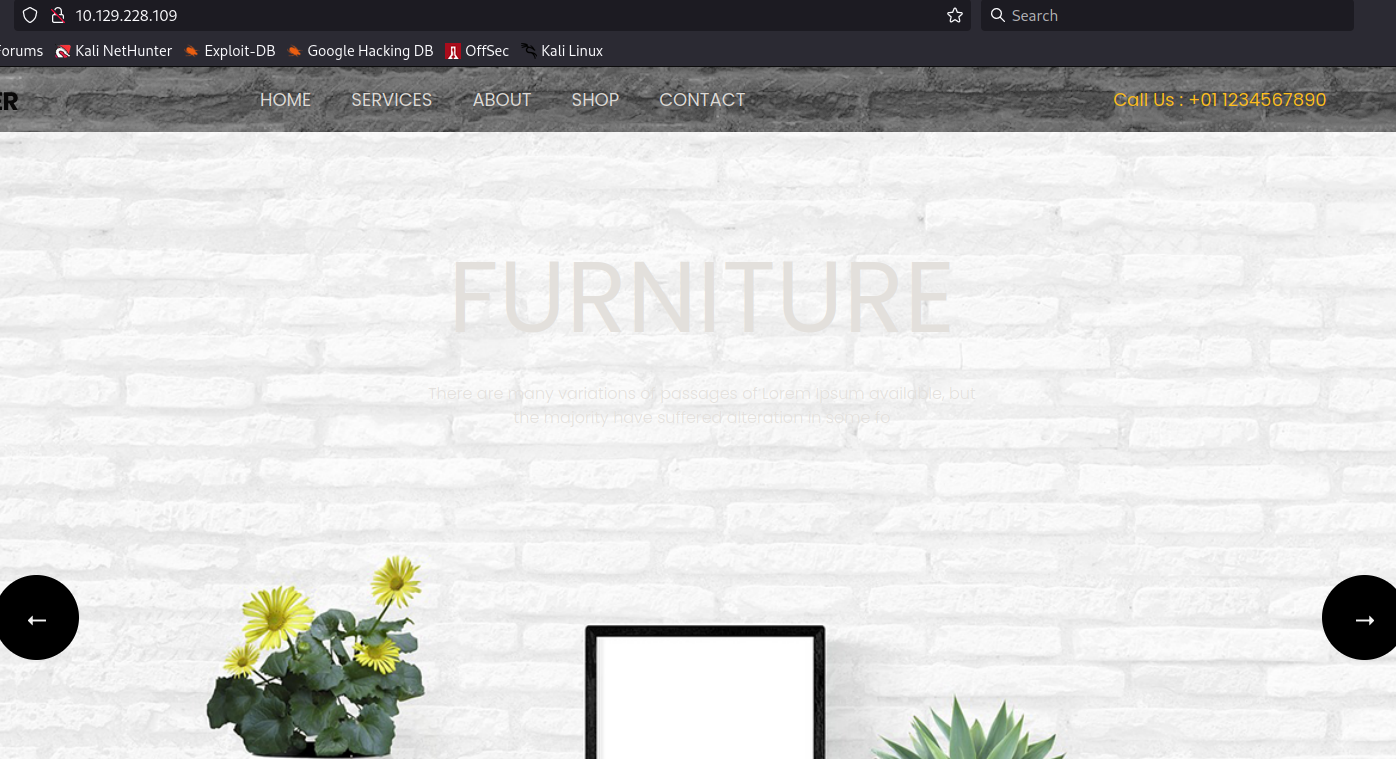 10.129.228.109
Search
Forums Kali NetHunter Exploit-DB Google Hacking DB OffSec Kali Linux
ER HOME SERVICES ABOUT SHOP CONTACT Call Us : +01 1234567890
FURNITURE
There are many variations of passages of Lorem Ipsum available, but
the majority have suffered alteration in some fo